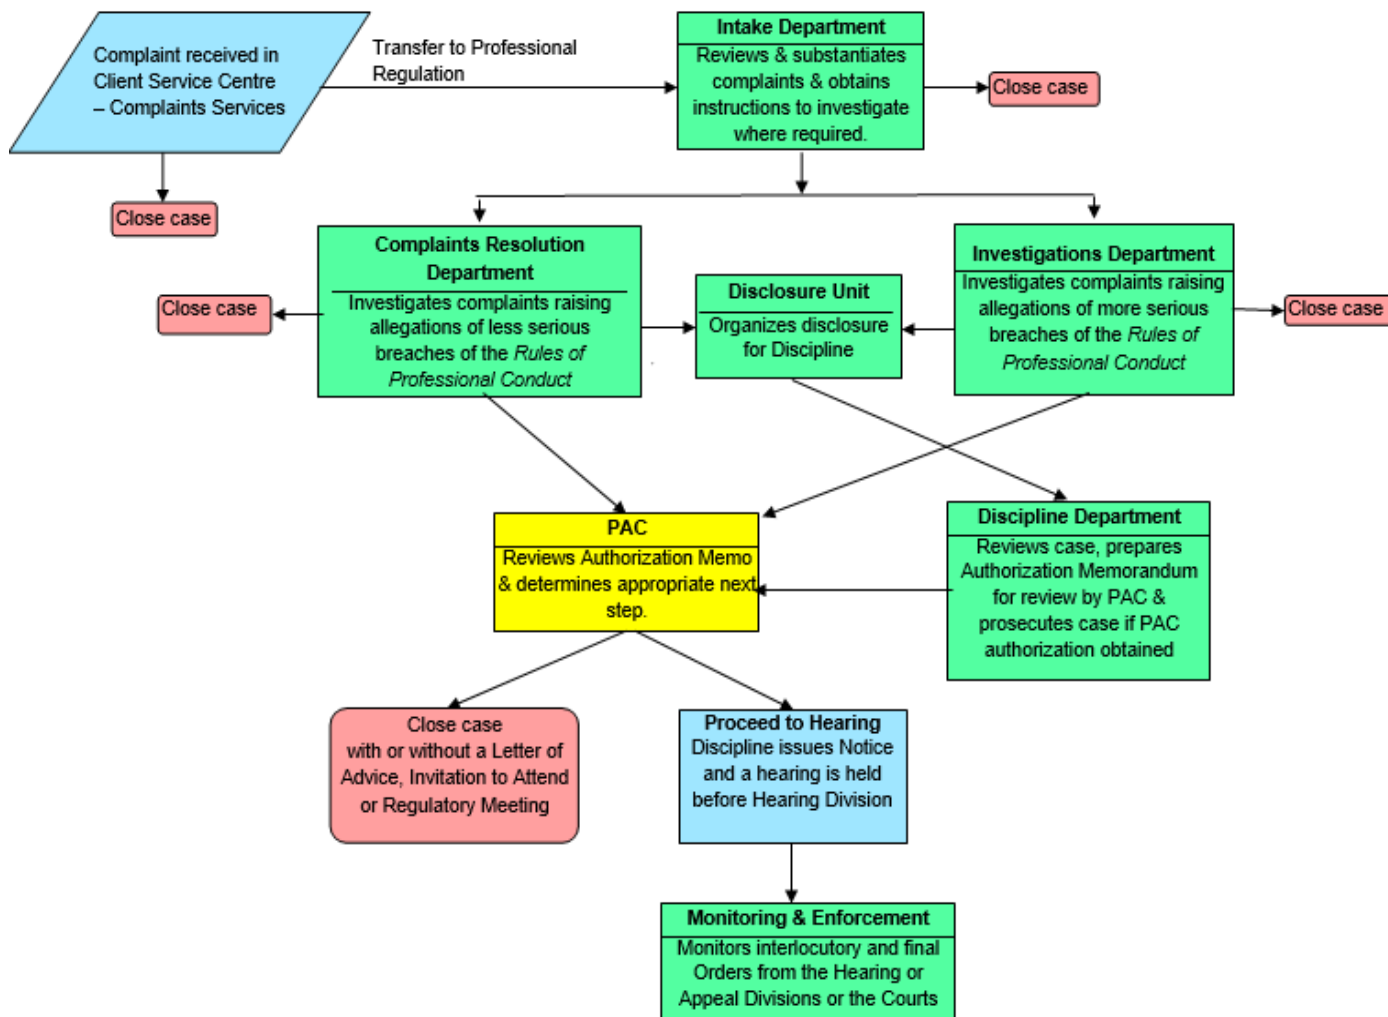 Complaint received in
Client Service Centre
– Complaints Services
Transfer to Professional
Regulation
Intake Department
Reviews & substantiates
complaints & obtains
instructions to investigate
where required.
Close case
Close case
Complaints Resolution
Department
Investigates complaints raising
allegations of less serious
breaches of the Rules of
Professional Conduct
Close case
Disclosure Unit
Organizes disclosure
for Discipline
Investigations Department
Investigates complaints raising
allegations of more serious
breaches of the Rules of
Professional Conduct
Close case
PAC
Reviews Authorization Memo
& determines appropriate next
step.
Discipline Department
Reviews case, prepares
Authorization Memorandum
for review by PAC &
prosecutes case if PAC
authorization obtained
Close case
with or without a Letter of
Advice, Invitation to Attend
or Regulatory Meeting
Proceed to Hearing
Discipline issues Notice
and a hearing is held
before Hearing Division
Monitoring & Enforcement
Monitors interlocutory and final
Orders from the Hearing or
Appeal Divisions or the Courts